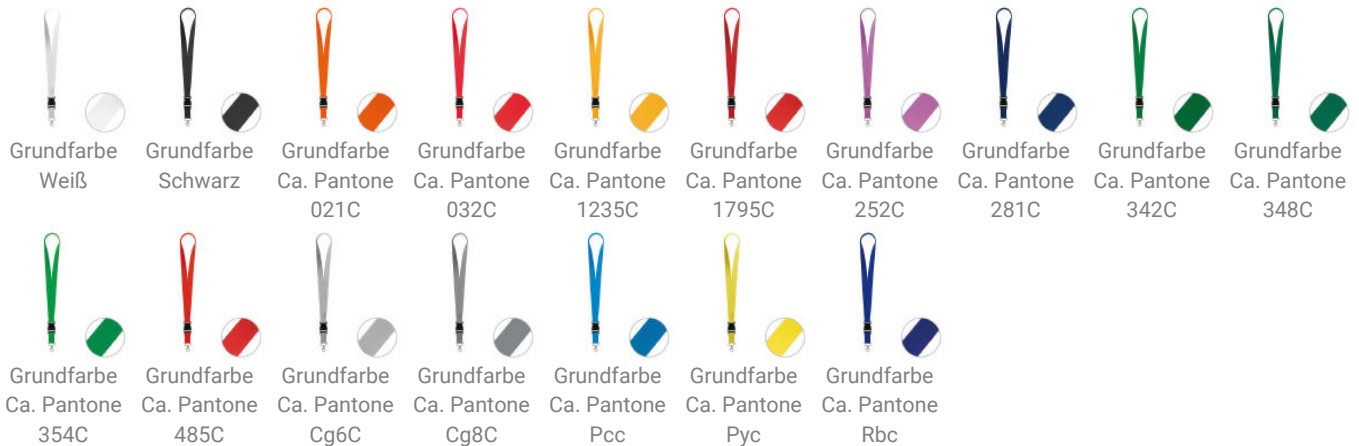 Grundfarbe Grundfarbe Grundfarbe Grundfarbe Grundfarbe Grundfarbe Grundfarbe Grundfarbe Grundfarbe Grundfarbe
Weiß Schwarz Ca. Pantone Ca. Pantone Ca. Pantone Ca. Pantone Ca. Pantone Ca. Pantone Ca. Pantone Ca. Pantone
021C 032C 1235C 1795C 252C 281C 342C 348C
Grundfarbe Grundfarbe Grundfarbe Grundfarbe Grundfarbe Grundfarbe Grundfarbe
Ca. Pantone Ca. Pantone Ca. Pantone Ca. Pantone Ca. Pantone Ca. Pantone Ca. Pantone
354C 485C Cg6C Cg8C Pcc Pyc Rbc